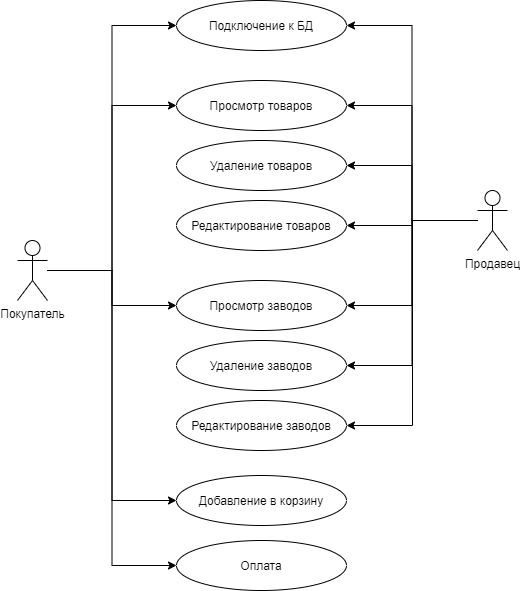 Подключение к БД
Просмотр товаров
Удаление товаров
Редактирование товаров
Продавец
Покупатель
Просмотр заводов
Удаление заводов
Редактирование заводов
Добавление в корзину
Оплата